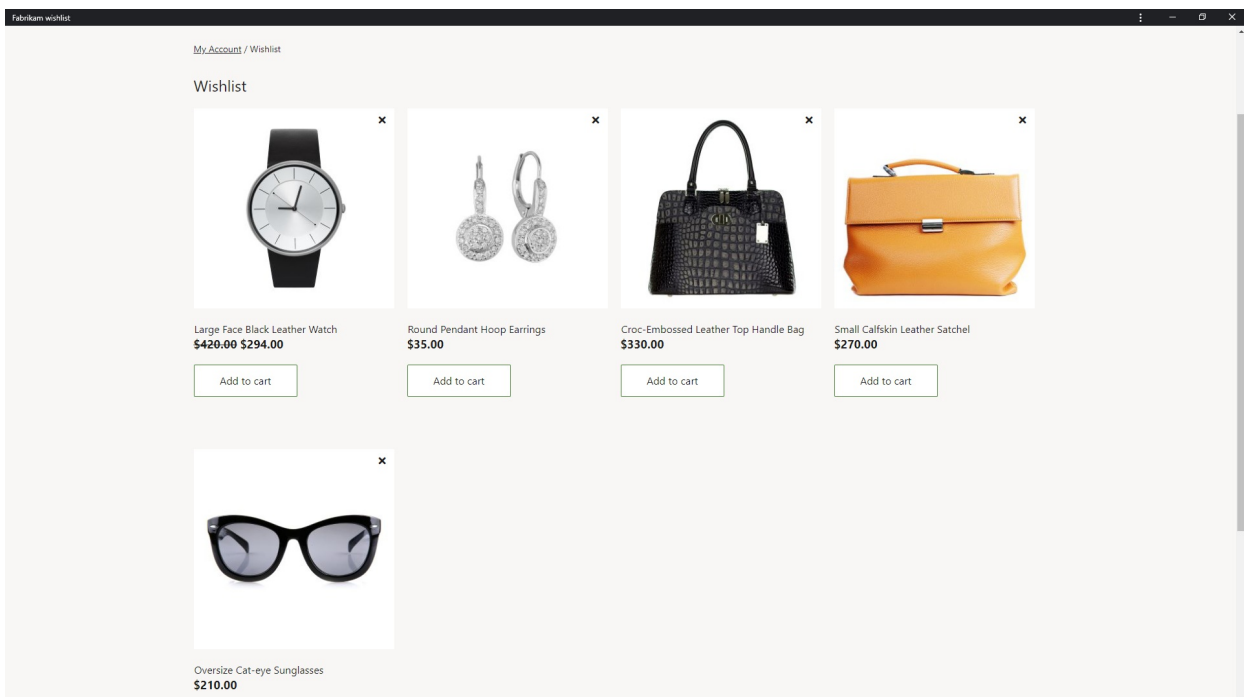 Fabrikam wishlist
My Account / Wishlist
Wishlist
Large Face Black Leather Watch
$420.00 $294.00
Add to cart
Round Pendant Hoop Earrings
$35.00
Add to cart
Croc-Embossed Leather Top Handle Bag
$330.00
Add to cart
Small Calfskin Leather Satchel
$270.00
Add to cart
Oversize Cat-eye Sunglasses
$210.00